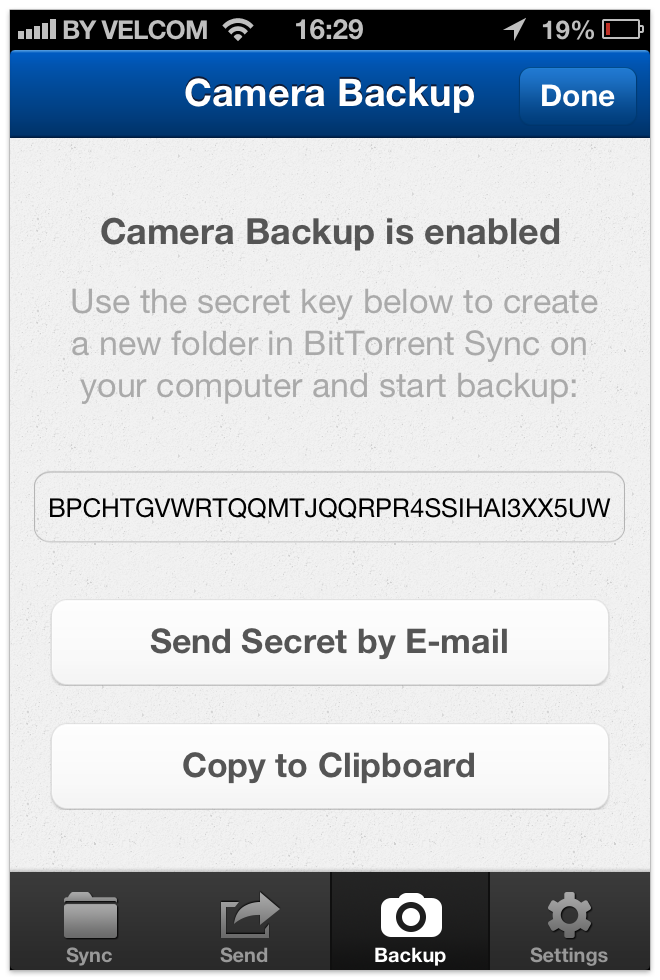 BY VELCOM 16:29 19%
Camera Backup Done
Camera Backup is enabled
Use the secret key below to create
a new folder in BitTorrent Sync on
your computer and start backup:
BPCHTGVWRTQQMTJQQRPR4SSIHAI3XX5UW
Send Secret by E-mail
Copy to Clipboard
Sync Send Backup Settings